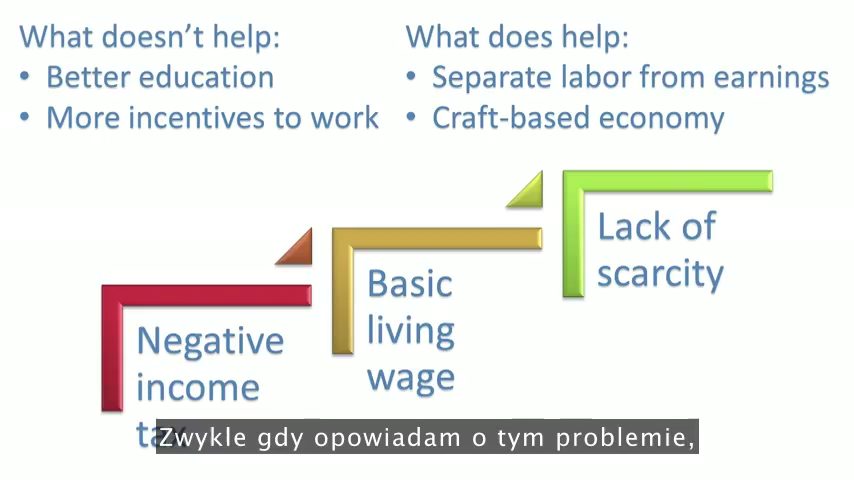 What doesn't help:
• Better education
• More incentives to work
What does help:
• Separate labor from earnings
• Craft-based economy
Negative
income
tax
Basic
living
wage
Lack of
scarcity
Zwykle gdy opowiadam o tym problemie,